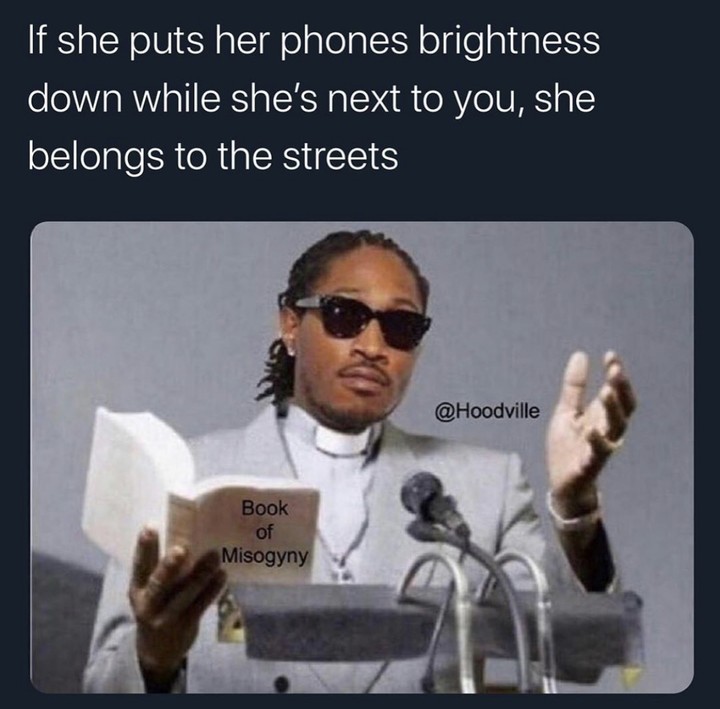 If she puts her phones brightness
down while she’s next to you, she
belongs to the streets
@Hoodville
Book
of
Misogyny